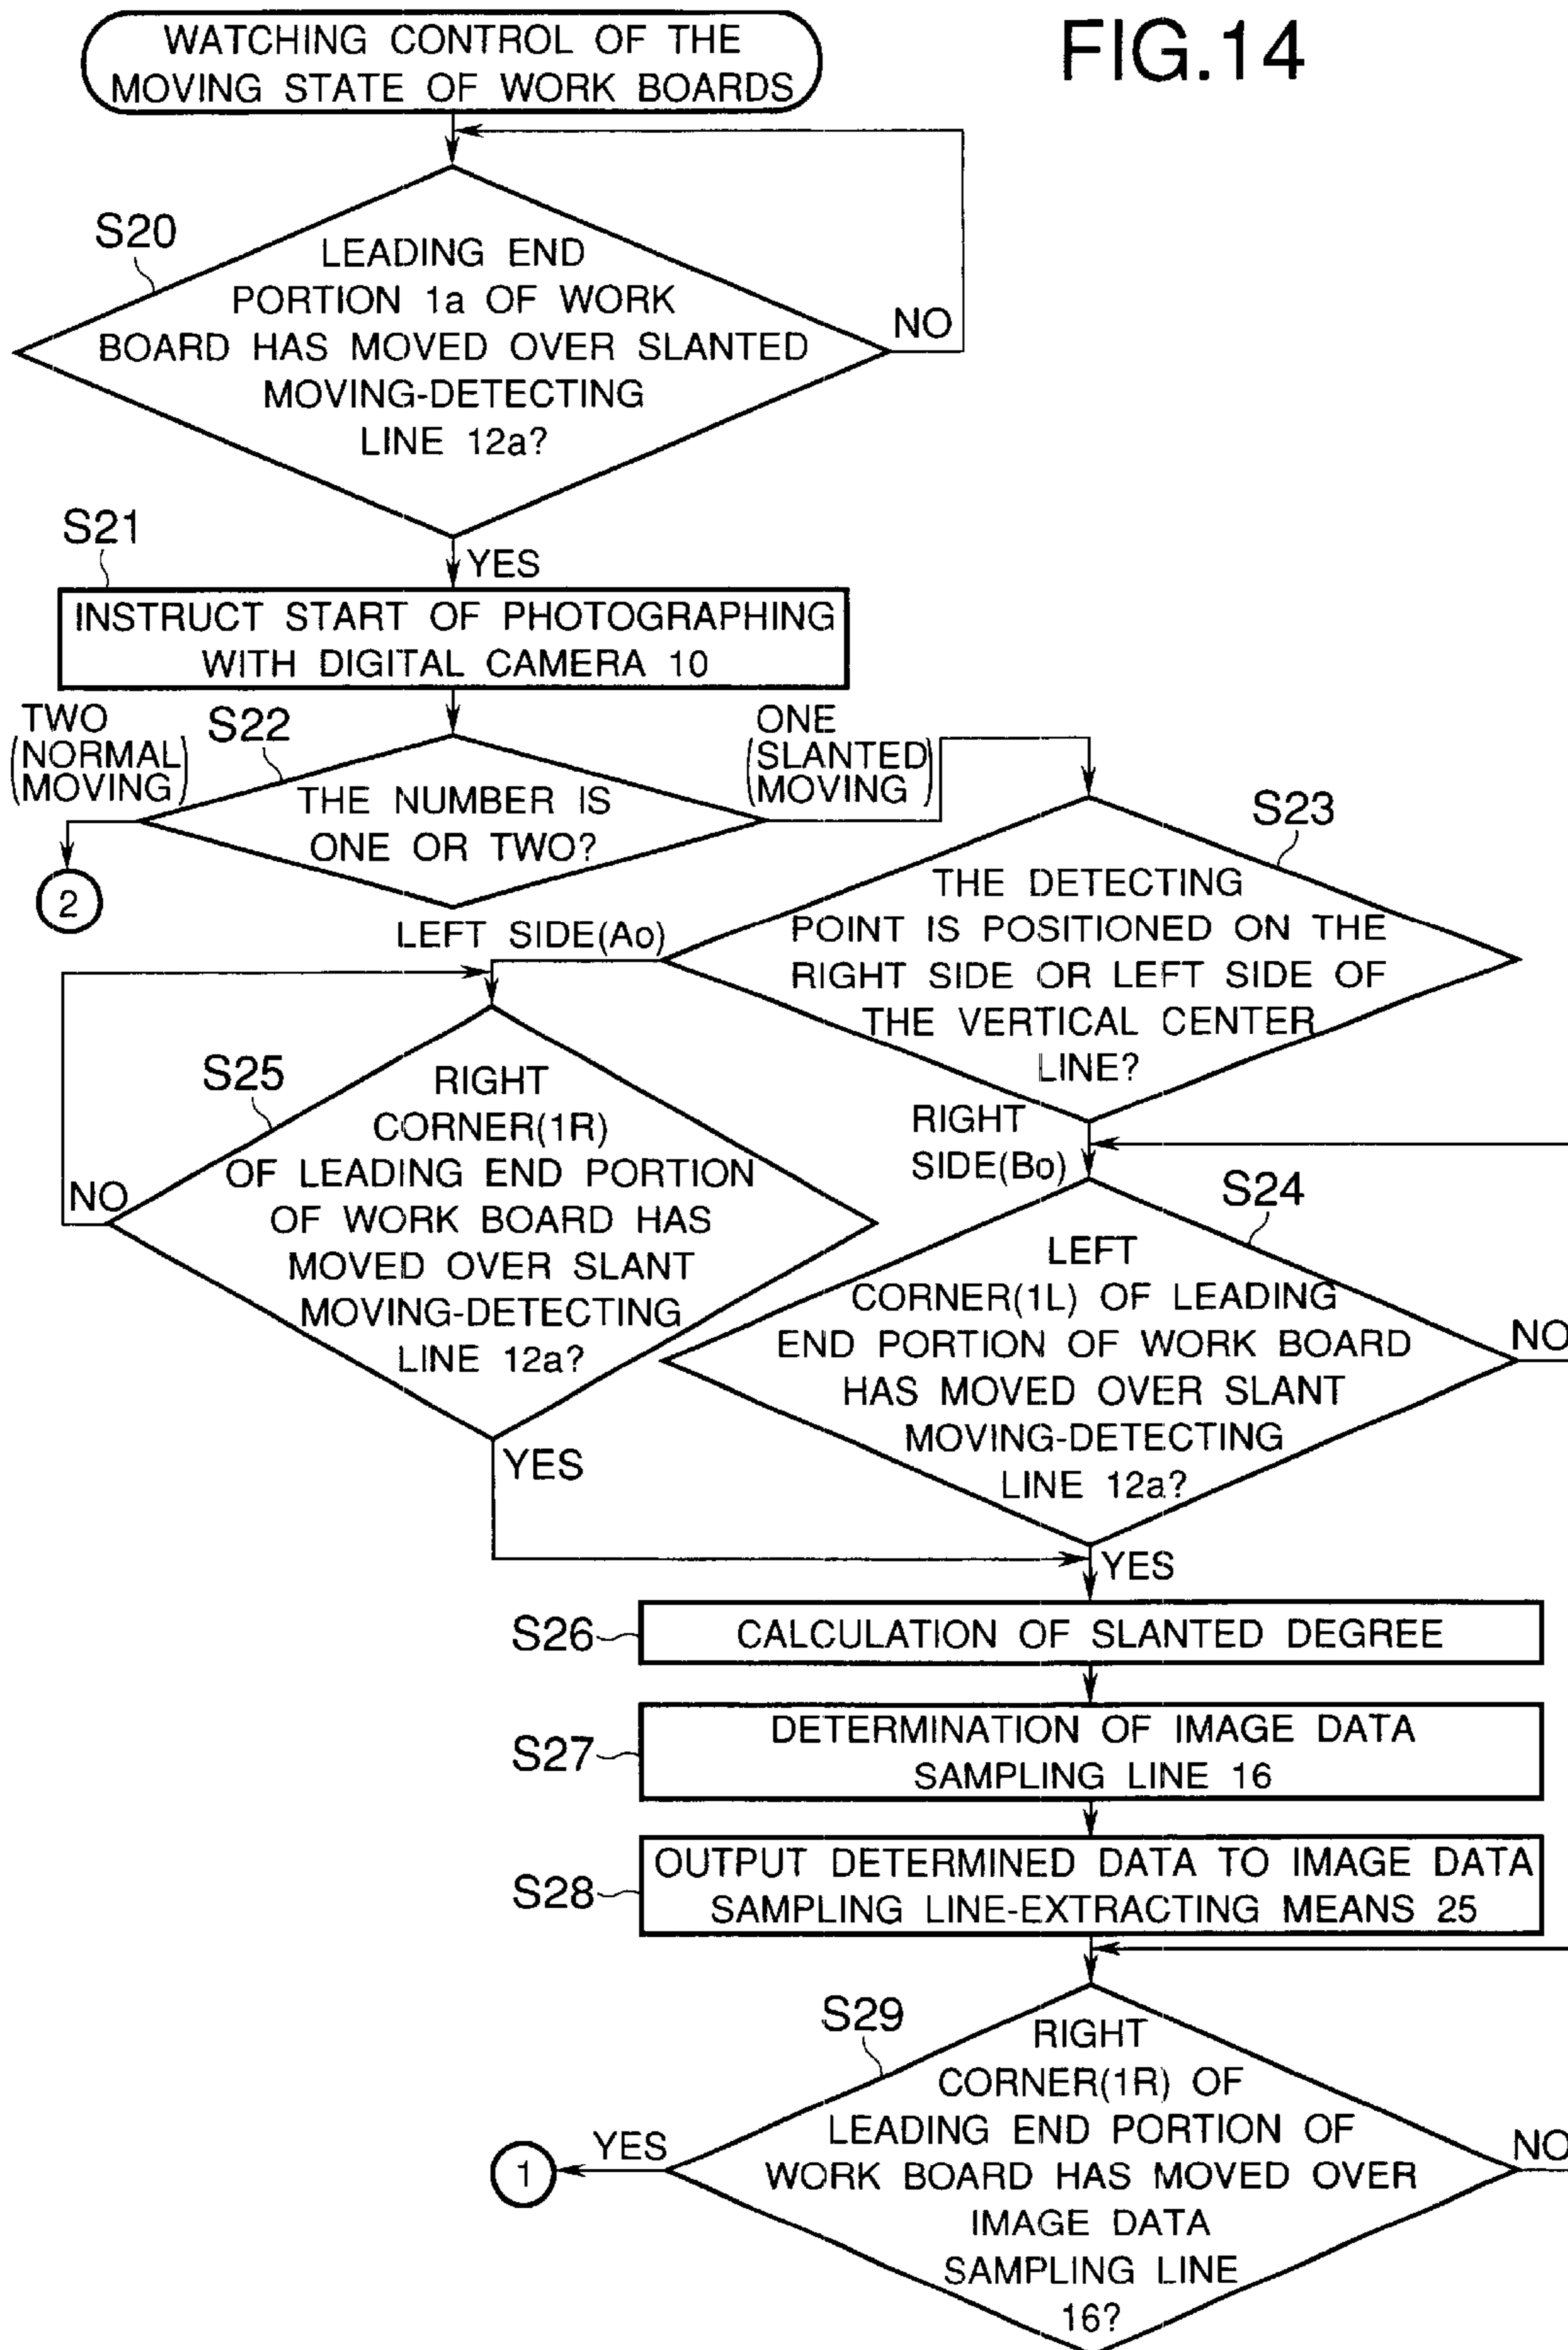 FIG.14
WATCHING CONTROL OF THE
MOVING STATE OF WORK BOARDS
S20
LEADING END
PORTION 1a OF WORK
BOARD HAS MOVED OVER SLANTED
MOVING-DETECTING
LINE 12a?
NO
YES
S21
INSTRUCT START OF PHOTOGRAPHING
WITH DIGITAL CAMERA 10
TWO
(NORMAL
MOVING)
S22
THE NUMBER IS
ONE OR TWO?
ONE
(SLANTED
MOVING)
2
S23
THE DETECTING
POINT IS POSITIONED ON THE
RIGHT SIDE OR LEFT SIDE OF
THE VERTICAL CENTER
LINE?
LEFT SIDE(Ao)
RIGHT
SIDE(Bo)
S25
RIGHT
CORNER(1R)
OF LEADING END PORTION
OF WORK BOARD HAS
MOVED OVER SLANT
MOVING-DETECTING
LINE 12a?
NO
YES
S24
LEFT
CORNER(1L) OF LEADING
END PORTION OF WORK BOARD
HAS MOVED OVER SLANT
MOVING-DETECTING
LINE 12a?
NO
YES
S26
CALCULATION OF SLANTED DEGREE
S27
DETERMINATION OF IMAGE DATA
SAMPLING LINE 16
S28
OUTPUT DETERMINED DATA TO IMAGE DATA
SAMPLING LINE-EXTRACTING MEANS 25
S29
RIGHT
CORNER(1R) OF
LEADING END PORTION OF
WORK BOARD HAS MOVED OVER
IMAGE DATA
SAMPLING LINE
16?
YES
1
NO